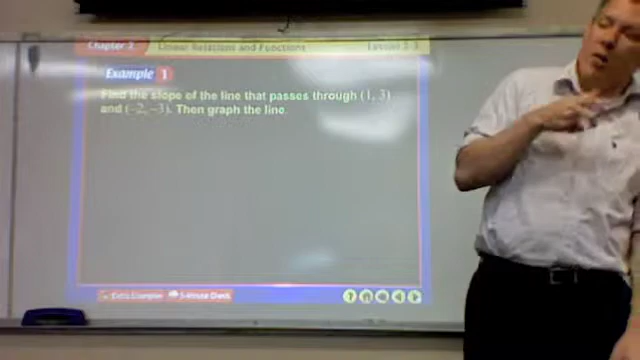 Chapter 2 Linear Relations and Functions Lesson 2-3
Example 1
Find the slope of the line that passes through (1, 3)
and (–2, –3). Then graph the line.
Extra Examples 5-Minute Check